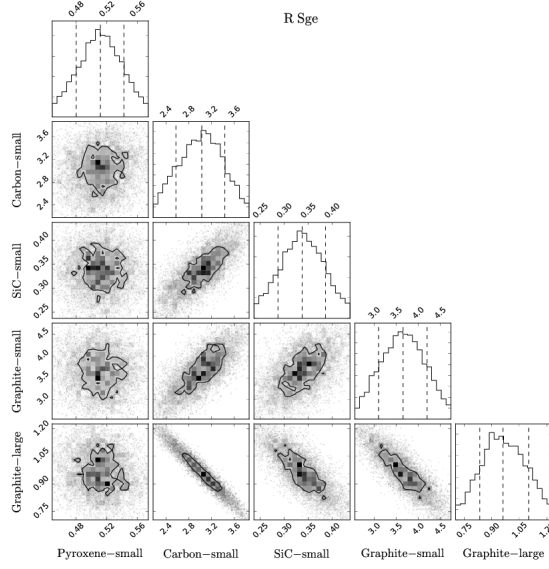 R Sge
0.48 0.52 0.56
2.4 2.8 3.2 3.6
Carbon−small
3.6
3.2
2.8
2.4
0.25 0.30 0.35 0.40
SiC−small
0.40
0.35
0.30
0.25
3.0 3.5 4.0 4.5
Graphite−small
4.5
4.0
3.5
3.0
Graphite−large
1.20
1.05
0.90
0.75
0.48 0.52 0.56 2.4 2.8 3.2 3.6 0.25 0.30 0.35 0.40 3.0 3.5 4.0 4.5 0.75 0.90 1.05
Pyroxene−small Carbon−small SiC−small Graphite−small Graphite−large